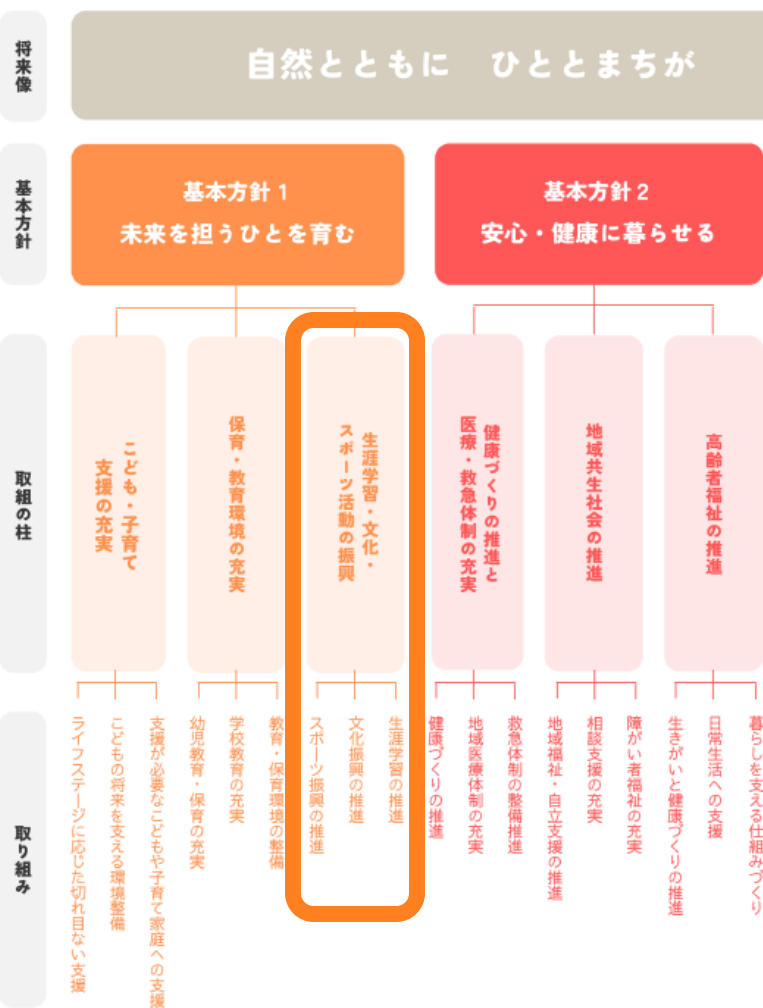 将来像
自然とともに　ひととまちが
基本方針
基本方針 1
未来を担うひとを育む
基本方針 2
安心・健康に暮らせる
取組の柱
こども・子育て
支援の充実
保育・教育環境の充実
生涯学習・文化・
スポーツ活動の振興
健康づくりの推進と
医療・救急体制の充実
地域共生社会の推進
高齢者福祉の推進
取り組み
ライフステージに応じた切れ目ない支援
こどもの将来を支える環境整備
支援が必要なこどもや子育て家庭への支援
幼児教育・保育の充実
学校教育の充実
教育・保育環境の整備
スポーツ振興の推進
文化振興の推進
生涯学習の推進
健康づくりの推進
地域医療体制の充実
救急体制の整備推進
地域福祉・自立支援の推進
相談支援の充実
障がい者福祉の充実
生きがいと健康づくりの推進
日常生活への支援
暮らしを支える仕組みづくり